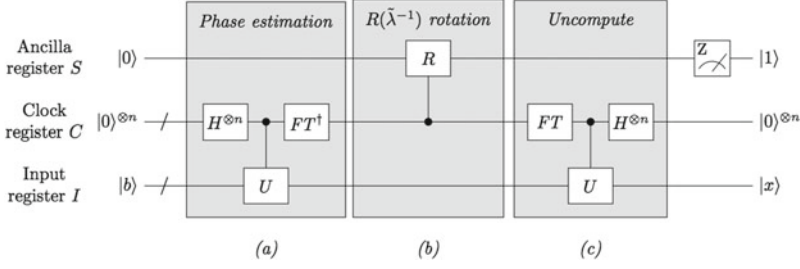 Phase estimation R(λ̃⁻¹) rotation Uncompute
Ancilla
register S |0⟩ R Z |1⟩
Clock
register C |0⟩^⊗n H^⊗n FT† FT H^⊗n |0⟩^⊗n
Input
register I |b⟩ U U |x⟩
(a) (b) (c)